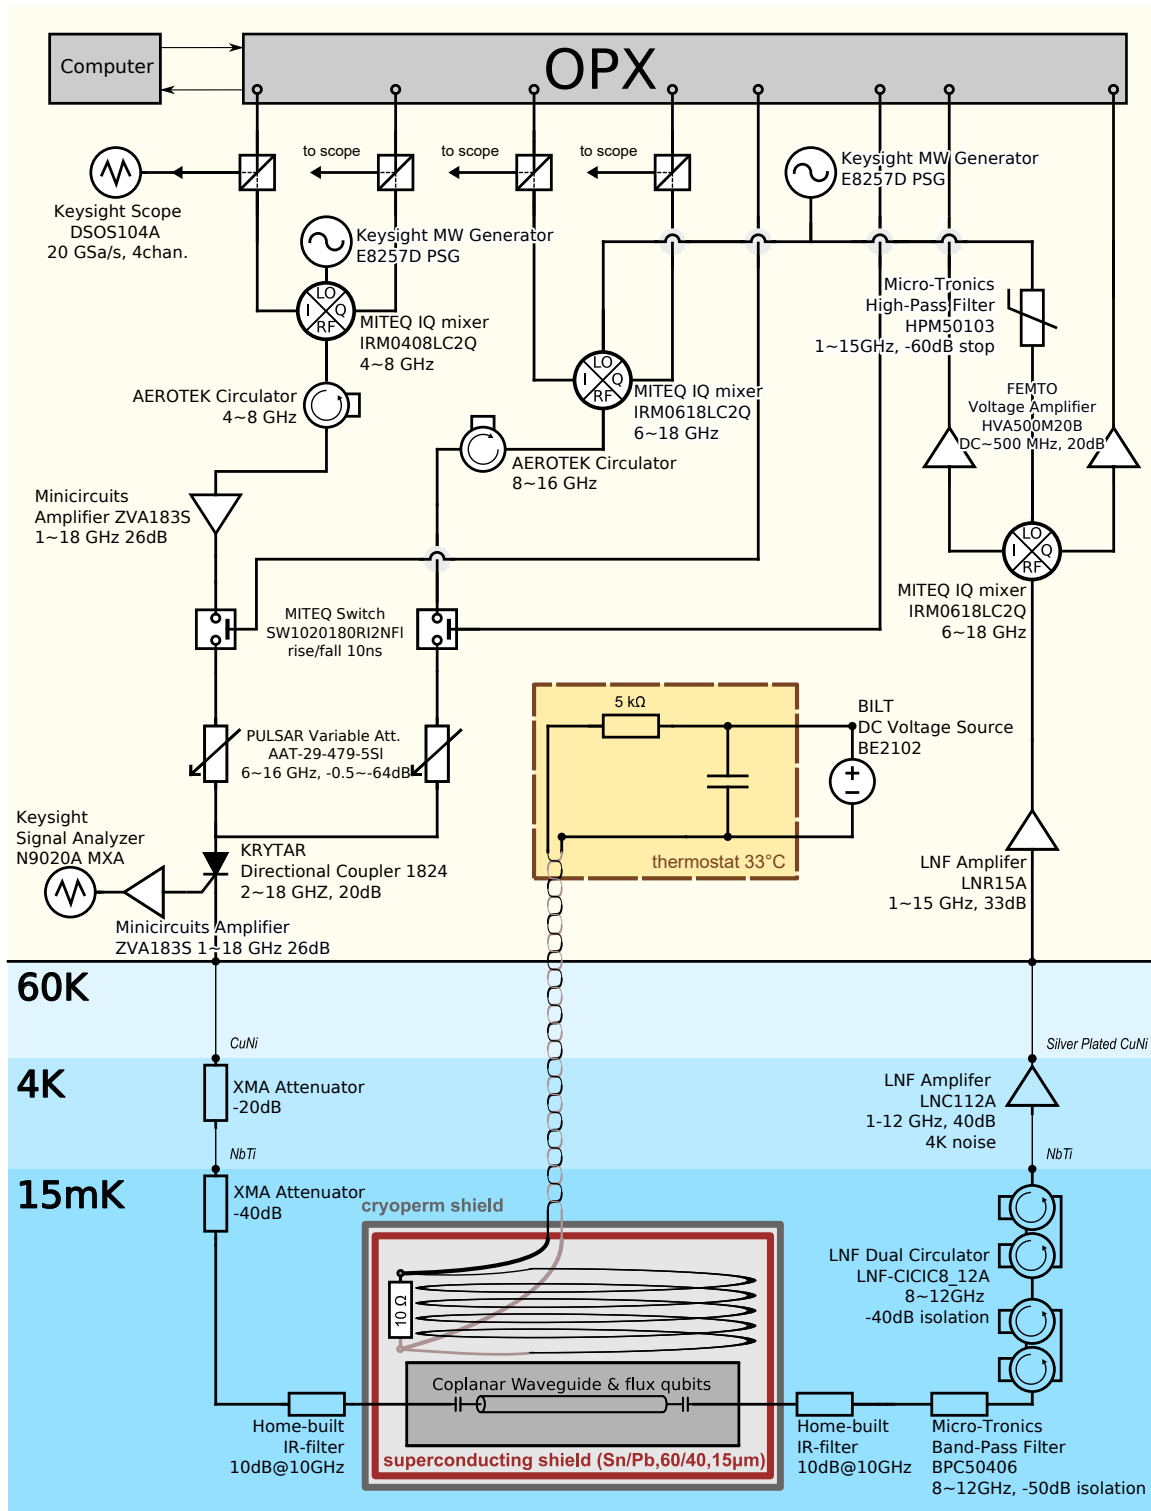 Computer
OPX
to scope
to scope
to scope
Keysight Scope
DSOS104A
20 GSa/s, 4chan.
Keysight MW Generator
E8257D PSG
Keysight MW Generator
E8257D PSG
LO
I
Q
RF
MITEQ IQ mixer
IRM0408LC2Q
4~8 GHz
Micro-Tronics
High-Pass Filter
HPM50103
1~15GHz, -60dB stop
LO
I
Q
RF
MITEQ IQ mixer
IRM0618LC2Q
6~18 GHz
AEROTEK Circulator
4~8 GHz
FEMTO
Voltage Amplifier
HVA500M20B
DC~500 MHz, 20dB
AEROTEK Circulator
8~16 GHz
Minicircuits
Amplifier ZVA183S
1~18 GHz 26dB
LO
I
Q
RF
MITEQ IQ mixer
IRM0618LC2Q
6~18 GHz
MITEQ Switch
SW1020180RI2NFI
rise/fall 10ns
5 kΩ
BILT
DC Voltage Source
BE2102
PULSAR Variable Att.
AAT-29-479-5SI
6~16 GHz, -0.5~-64dB
thermostat 33°C
Keysight
Signal Analyzer
N9020A MXA
KRYTAR
Directional Coupler 1824
2~18 GHZ, 20dB
LNF Amplifer
LNR15A
1~15 GHz, 33dB
Minicircuits Amplifier
ZVA183S 1~18 GHz 26dB
60K
CuNi
Silver Plated CuNi
4K
XMA Attenuator
-20dB
LNF Amplifer
LNC112A
1-12 GHz, 40dB
4K noise
NbTi
NbTi
15mK
XMA Attenuator
-40dB
cryoperm shield
LNF Dual Circulator
LNF-CICIC8_12A
8~12GHz
-40dB isolation
10 Ω
Coplanar Waveguide & flux qubits
superconducting shield (Sn/Pb,60/40,15µm)
Home-built
IR-filter
10dB@10GHz
Home-built
IR-filter
10dB@10GHz
Micro-Tronics
Band-Pass Filter
BPC50406
8~12GHz, -50dB isolation